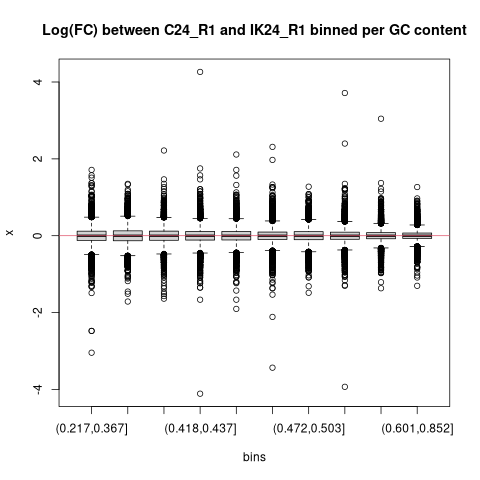 Log(FC) between C24_R1 and IK24_R1 binned per GC content
4
2
0
-2
-4
x
(0.217,0.367] (0.418,0.437] (0.472,0.503] (0.601,0.852]
bins